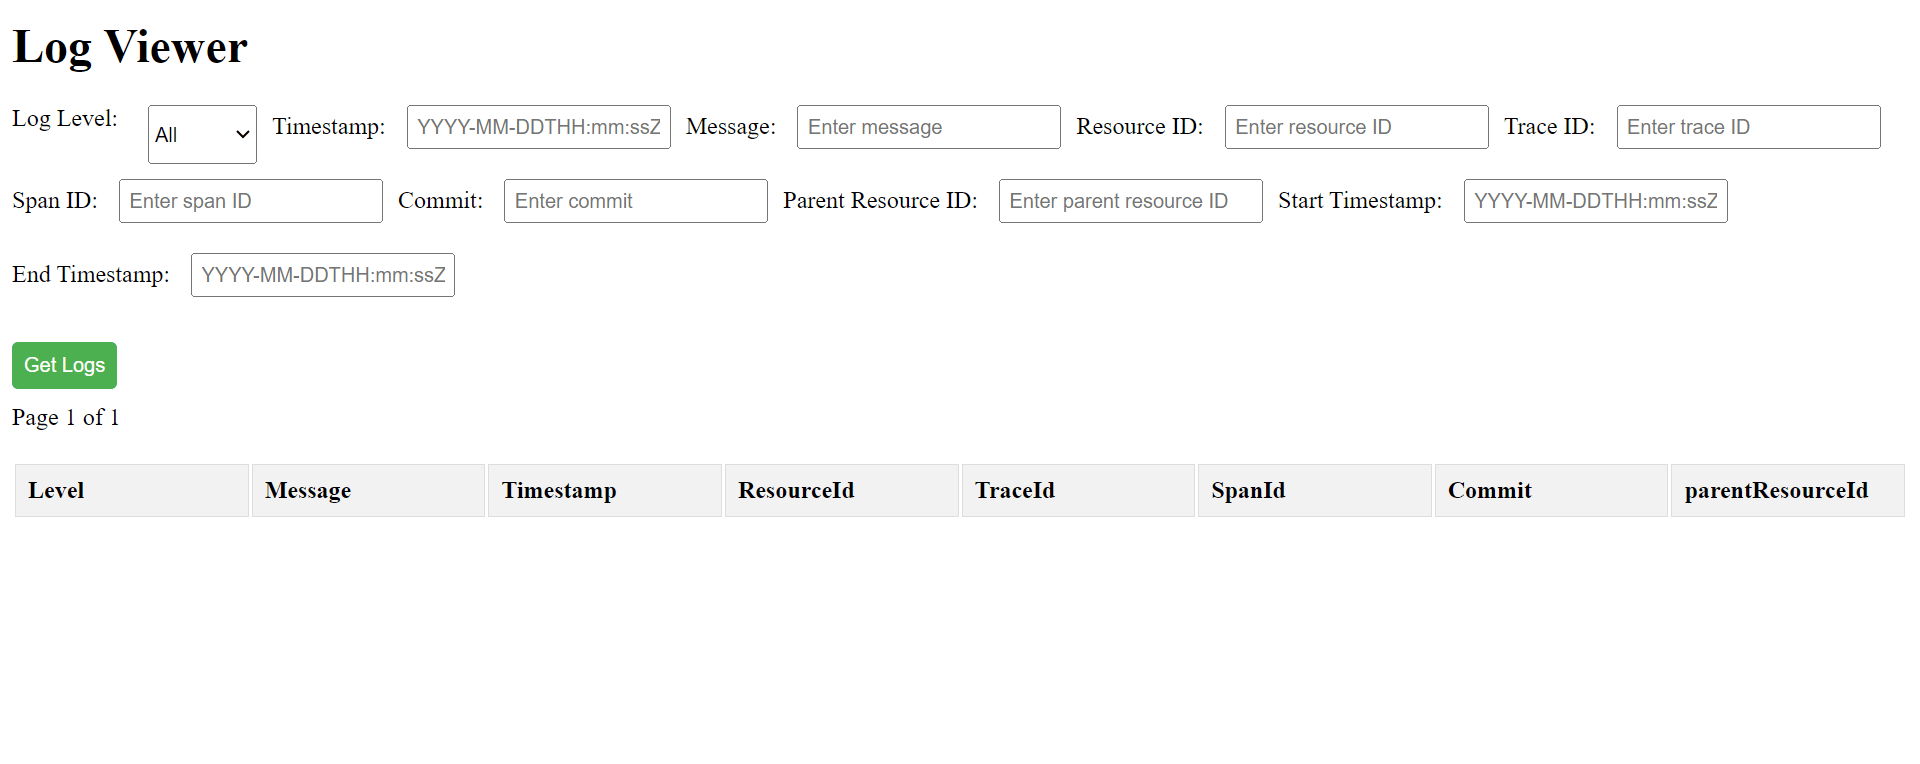 Log Viewer
Log Level: All Timestamp: YYYY-MM-DDTHH:mm:ssZ Message: Enter message Resource ID: Enter resource ID Trace ID: Enter trace ID
Span ID: Enter span ID Commit: Enter commit Parent Resource ID: Enter parent resource ID Start Timestamp: YYYY-MM-DDTHH:mm:ssZ
End Timestamp: YYYY-MM-DDTHH:mm:ssZ
Get Logs
Page 1 of 1
Level Message Timestamp ResourceId TraceId SpanId Commit parentResourceId